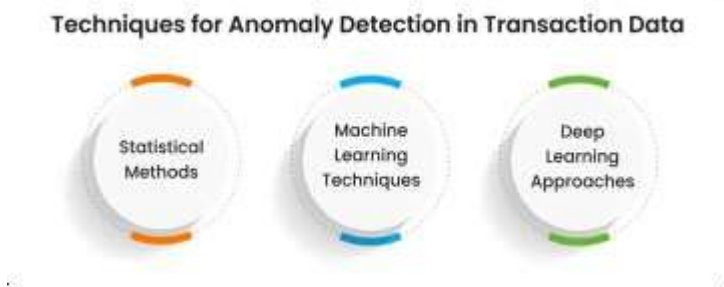 Techniques for Anomaly Detection in Transaction Data
Statistical
Methods
Machine
Learning
Techniques
Deep
Learning
Approaches